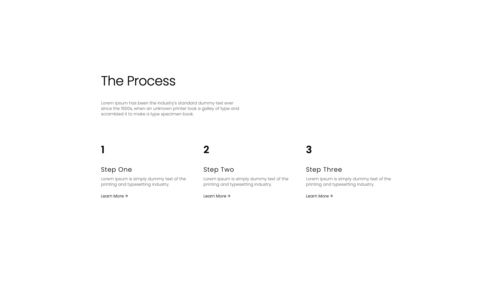 The Process
Lorem Ipsum has been the industry's standard dummy text ever
since the 1500s, when an unknown printer took a galley of type and
scrambled it to make a type specimen book.
1
2
3
Step One
Step Two
Step Three
Lorem Ipsum is simply dummy text of the
printing and typesetting industry.
Lorem Ipsum is simply dummy text of the
printing and typesetting industry.
Lorem Ipsum is simply dummy text of the
printing and typesetting industry.
Learn More →
Learn More →
Learn More →